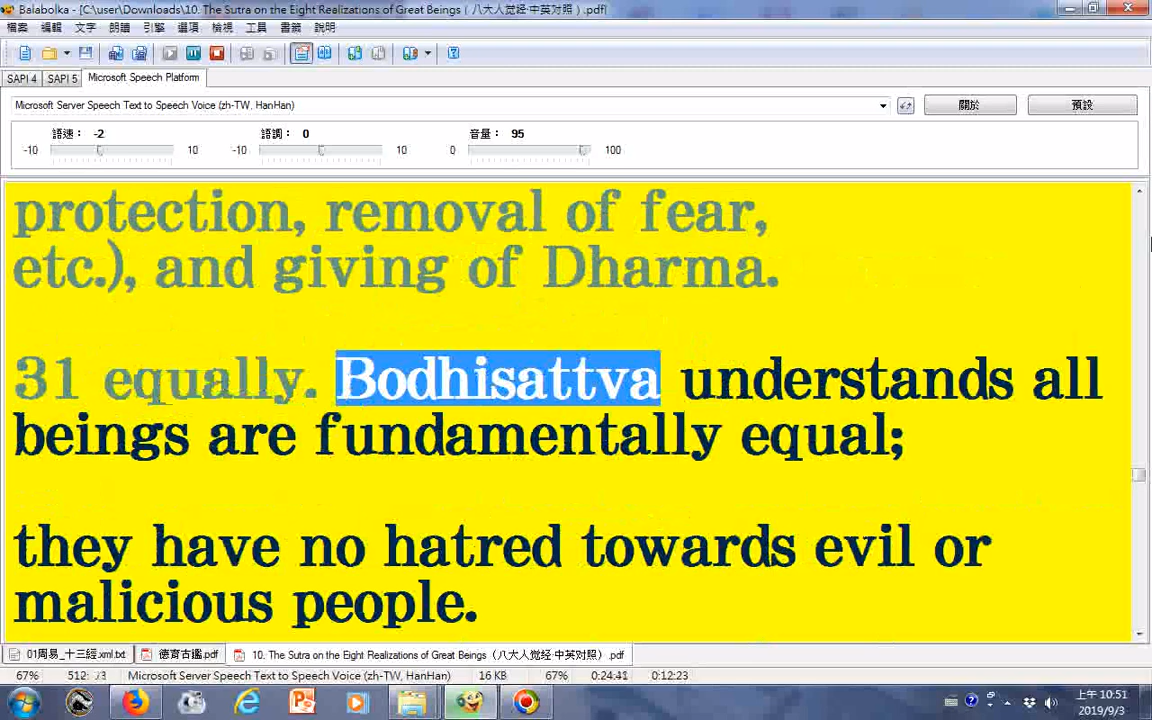 Balabolka - [C:\user\Downloads\10. The Sutra on the Eight Realizations of Great Beings（八大人觉经·中英对照）.pdf]
檔案 編輯 文字 朗讀 引擎 選項 檢視 工具 書籤 說明
SAPI 4 SAPI 5 Microsoft Speech Platform
Microsoft Server Speech Text to Speech Voice (zh-TW, HanHan) 關於 預設
語速： -2 語調： 0 音量： 95
-10 10 -10 10 0 100
protection, removal of fear,
etc.), and giving of Dharma.
31 equally. Bodhisattva understands all
beings are fundamentally equal;
they have no hatred towards evil or
malicious people.
01周易_十三經.xml.txt 德育古鑑.pdf 10. The Sutra on the Eight Realizations of Great Beings（八大人觉经·中英对照）.pdf
67% 512: Microsoft Server Speech Text to Speech Voice (zh-TW, HanHan) 16 KB 67% 0:24:41 0:12:23
上午 10:51
2019/9/3